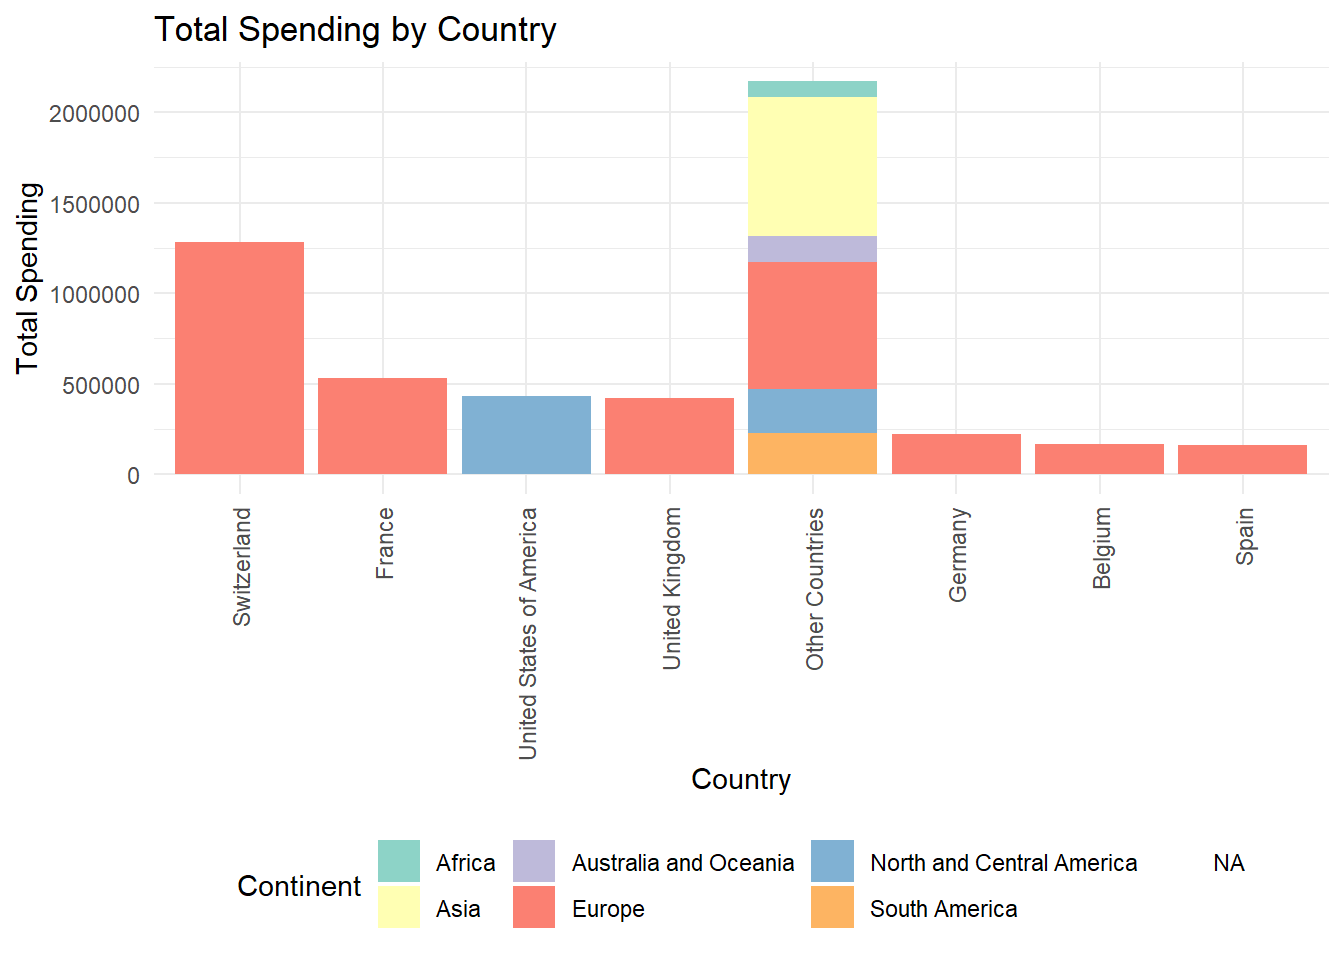 Total Spending by Country
Total Spending
2000000
1500000
1000000
500000
0
Switzerland
France
United States of America
United Kingdom
Other Countries
Germany
Belgium
Spain
Country
Continent
Africa
Australia and Oceania
North and Central America
NA
Asia
Europe
South America